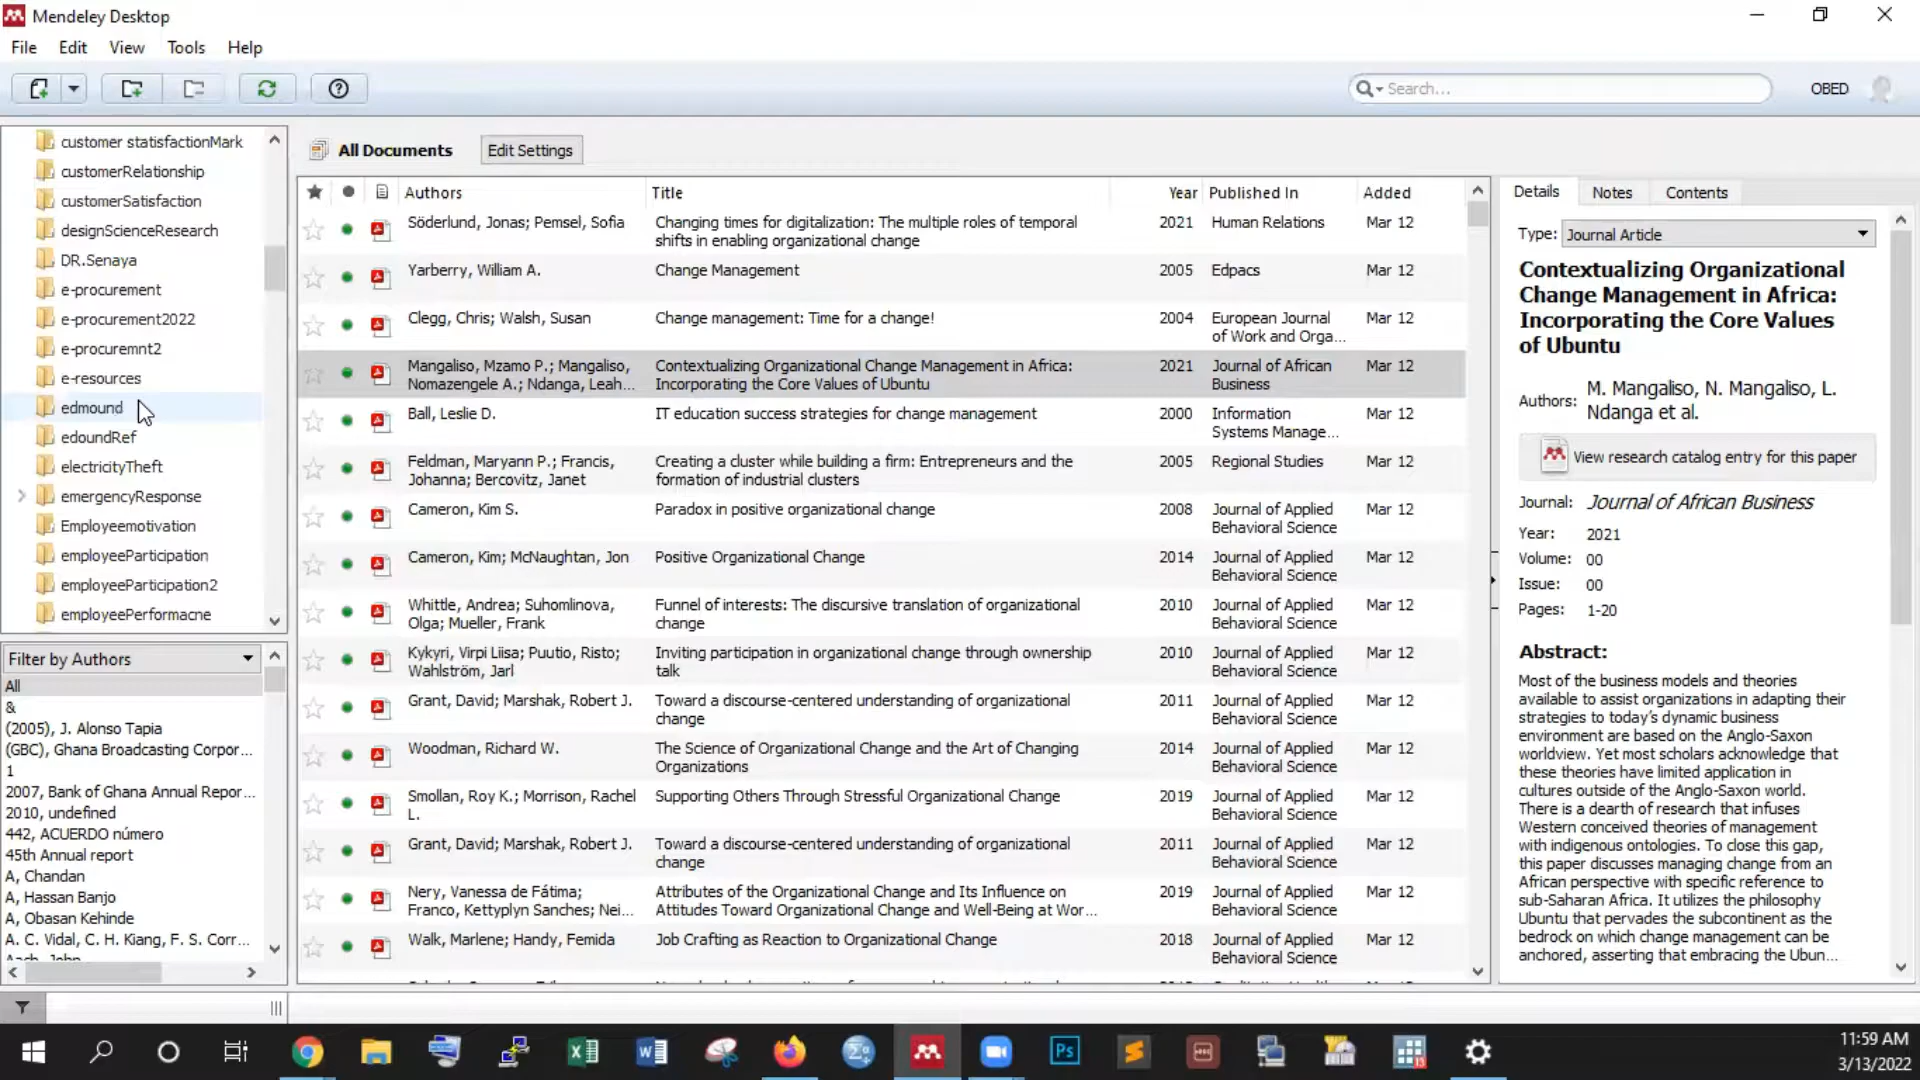 Mendeley Desktop
File Edit View Tools Help
Search...
OBED
customer statisfactionMark
customerRelationship
customerSatisfaction
designScienceResearch
DR.Senaya
e-procurement
e-procurement2022
e-procuremnt2
e-resources
edmound
edoundRef
electricityTheft
emergencyResponse
Employeemotivation
employeeParticipation
employeeParticipation2
employeePerformacne
Filter by Authors
All
&
(2005), J. Alonso Tapia
(GBC), Ghana Broadcasting Corpor...
1
2007, Bank of Ghana Annual Repor...
2010, undefined
442, ACUERDO número
45th Annual report
A, Chandan
A, Hassan Banjo
A, Obasan Kehinde
A. C. Vidal, C. H. Kiang, F. S. Corr...
All Documents Edit Settings
Authors Title Year Published In Added
Söderlund, Jonas; Pemsel, Sofia Changing times for digitalization: The multiple roles of temporal 2021 Human Relations Mar 12
shifts in enabling organizational change
Yarberry, William A. Change Management 2005 Edpacs Mar 12
Clegg, Chris; Walsh, Susan Change management: Time for a change! 2004 European Journal Mar 12
of Work and Orga...
Mangaliso, Mzamo P.; Mangaliso, Contextualizing Organizational Change Management in Africa: 2021 Journal of African Mar 12
Nomazengele A.; Ndanga, Leah... Incorporating the Core Values of Ubuntu Business
Ball, Leslie D. IT education success strategies for change management 2000 Information Mar 12
Systems Manage...
Feldman, Maryann P.; Francis, Creating a cluster while building a firm: Entrepreneurs and the 2005 Regional Studies Mar 12
Johanna; Bercovitz, Janet formation of industrial clusters
Cameron, Kim S. Paradox in positive organizational change 2008 Journal of Applied Mar 12
Behavioral Science
Cameron, Kim; McNaughtan, Jon Positive Organizational Change 2014 Journal of Applied Mar 12
Behavioral Science
Whittle, Andrea; Suhomlinova, Funnel of interests: The discursive translation of organizational 2010 Journal of Applied Mar 12
Olga; Mueller, Frank change Behavioral Science
Kykyri, Virpi Liisa; Puutio, Risto; Inviting participation in organizational change through ownership 2010 Journal of Applied Mar 12
Wahlström, Jarl talk Behavioral Science
Grant, David; Marshak, Robert J. Toward a discourse-centered understanding of organizational 2011 Journal of Applied Mar 12
change Behavioral Science
Woodman, Richard W. The Science of Organizational Change and the Art of Changing 2014 Journal of Applied Mar 12
Organizations Behavioral Science
Smollan, Roy K.; Morrison, Rachel Supporting Others Through Stressful Organizational Change 2019 Journal of Applied Mar 12
L. Behavioral Science
Grant, David; Marshak, Robert J. Toward a discourse-centered understanding of organizational 2011 Journal of Applied Mar 12
change Behavioral Science
Nery, Vanessa de Fátima; Attributes of the Organizational Change and Its Influence on 2019 Journal of Applied Mar 12
Franco, Kettyplyn Sanches; Nei... Attitudes Toward Organizational Change and Well-Being at Wor... Behavioral Science
Walk, Marlene; Handy, Femida Job Crafting as Reaction to Organizational Change 2018 Journal of Applied Mar 12
Behavioral Science
Details Notes Contents
Type: Journal Article
Contextualizing Organizational
Change Management in Africa:
Incorporating the Core Values
of Ubuntu
Authors: M. Mangaliso, N. Mangaliso, L.
Ndanga et al.
View research catalog entry for this paper
Journal: Journal of African Business
Year: 2021
Volume: 00
Issue: 00
Pages: 1-20
Abstract:
Most of the business models and theories
available to assist organizations in adapting their
strategies to today's dynamic business
environment are based on the Anglo-Saxon
worldview. Yet most scholars acknowledge that
these theories have limited application in
cultures outside of the Anglo-Saxon world.
There is a dearth of research that infuses
Western conceived theories of management
with indigenous ontologies. To close this gap,
this paper discusses managing change from an
African perspective with specific reference to
sub-Saharan Africa. It utilizes the philosophy
Ubuntu that pervades the subcontinent as the
bedrock on which change management can be
anchored, asserting that embracing the Ubun...
11:59 AM
3/13/2022